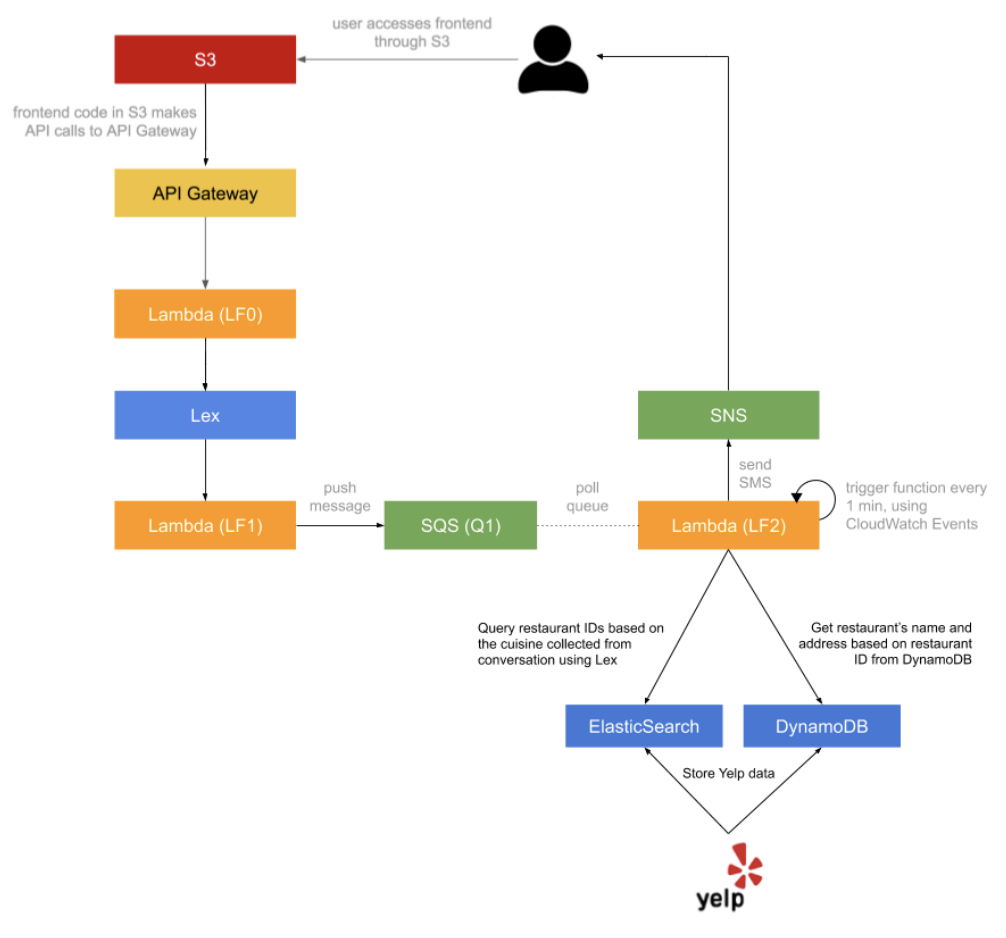 user accesses frontend
through S3
S3
frontend code in S3 makes
API calls to API Gateway
API Gateway
Lambda (LF0)
Lex
SNS
send
SMS
push
message
poll
queue
trigger function every
1 min, using
CloudWatch Events
Lambda (LF1)
SQS (Q1)
Lambda (LF2)
Query restaurant IDs based on
the cuisine collected from
conversation using Lex
Get restaurant's name and
address based on restaurant
ID from DynamoDB
ElasticSearch
DynamoDB
Store Yelp data
yelp